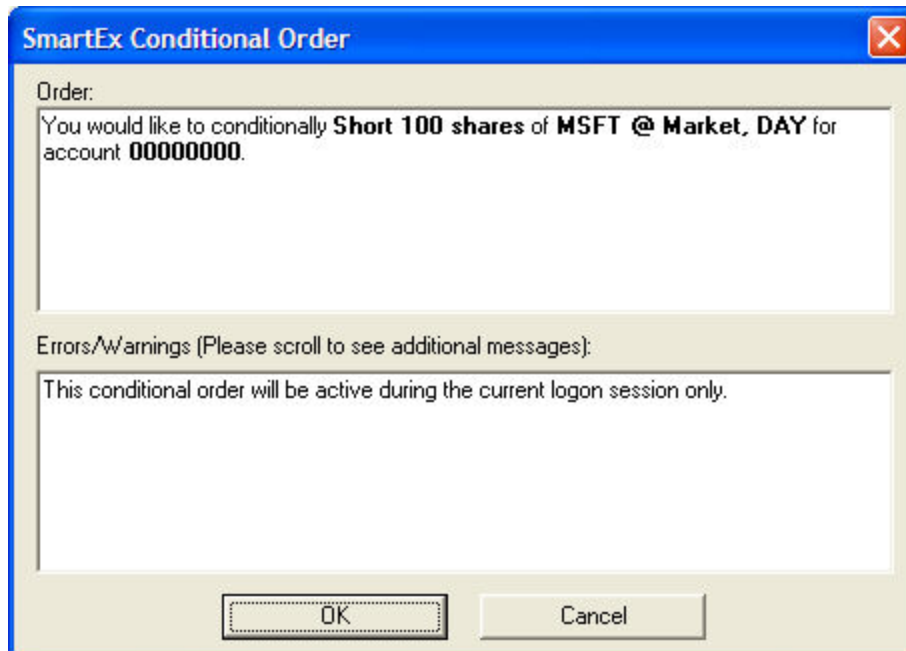 SmartEx Conditional Order
Order:
You would like to conditionally Short 100 shares of MSFT @ Market, DAY for
account 00000000.
Errors/Warnings (Please scroll to see additional messages):
This conditional order will be active during the current logon session only.
OK
Cancel